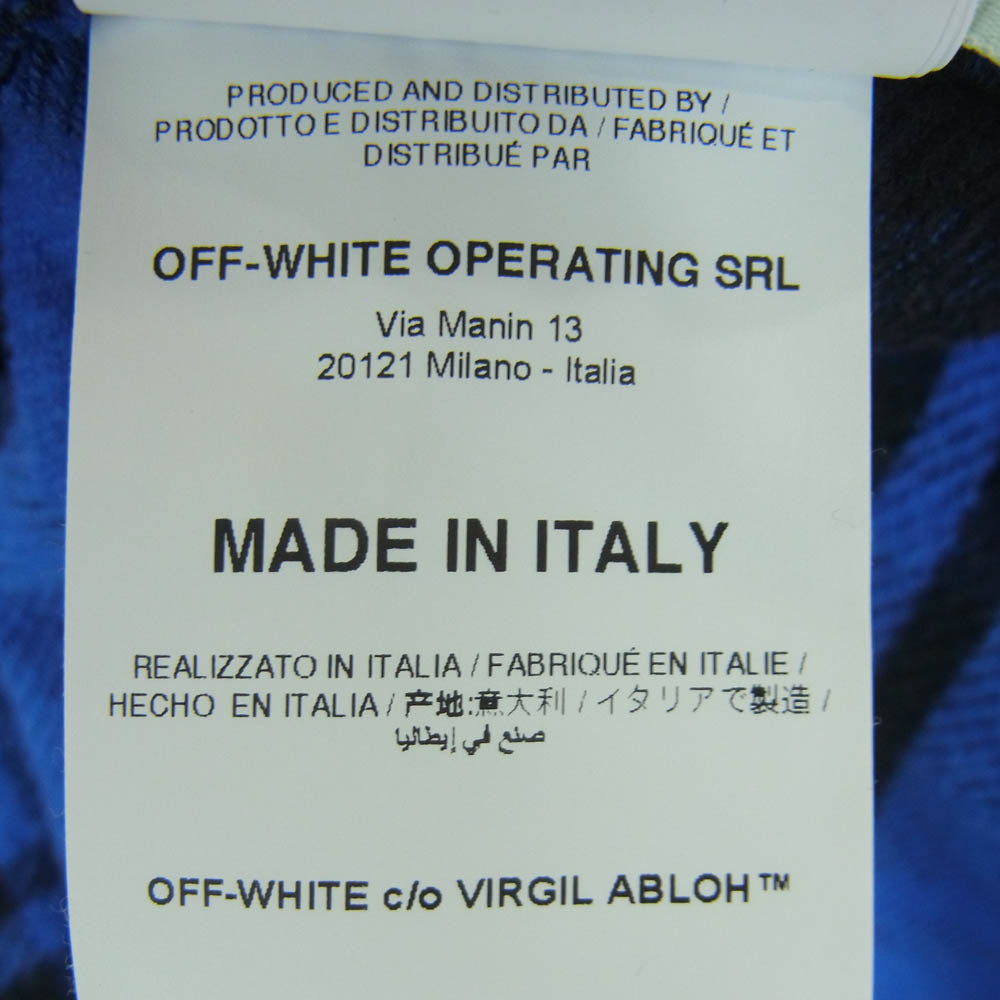 PRODUCED AND DISTRIBUTED BY /
PRODOTTO E DISTRIBUITO DA / FABRIQUÉ ET
DISTRIBUÉ PAR
OFF-WHITE OPERATING SRL
Via Manin 13
20121 Milano - Italia
MADE IN ITALY
REALIZZATO IN ITALIA / FABRIQUÉ EN ITALIE /
HECHO EN ITALIA / 产地:意大利 / イタリアで製造 /
صنع في إيطاليا
OFF-WHITE c/o VIRGIL ABLOH™